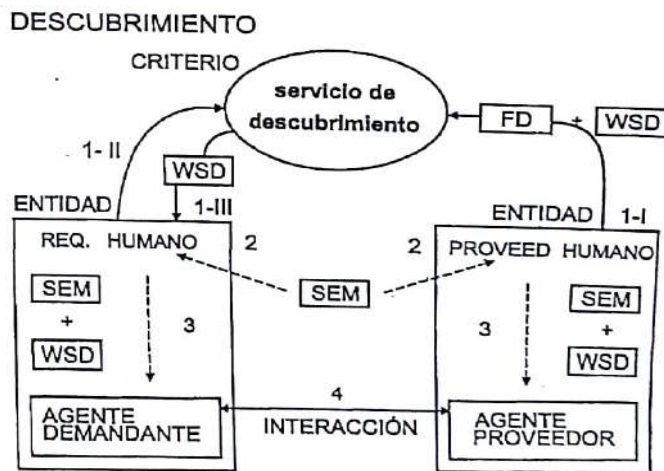 DESCUBRIMIENTO
CRITERIO
servicio de
descubrimiento
FD + WSD
1- II
WSD
1-III
ENTIDAD
ENTIDAD 1-I
REQ. HUMANO
2
2
PROVEED HUMANO
SEM
SEM
+
WSD
3
3
SEM
+
WSD
4
INTERACCIÓN
AGENTE
DEMANDANTE
AGENTE
PROVEEDOR